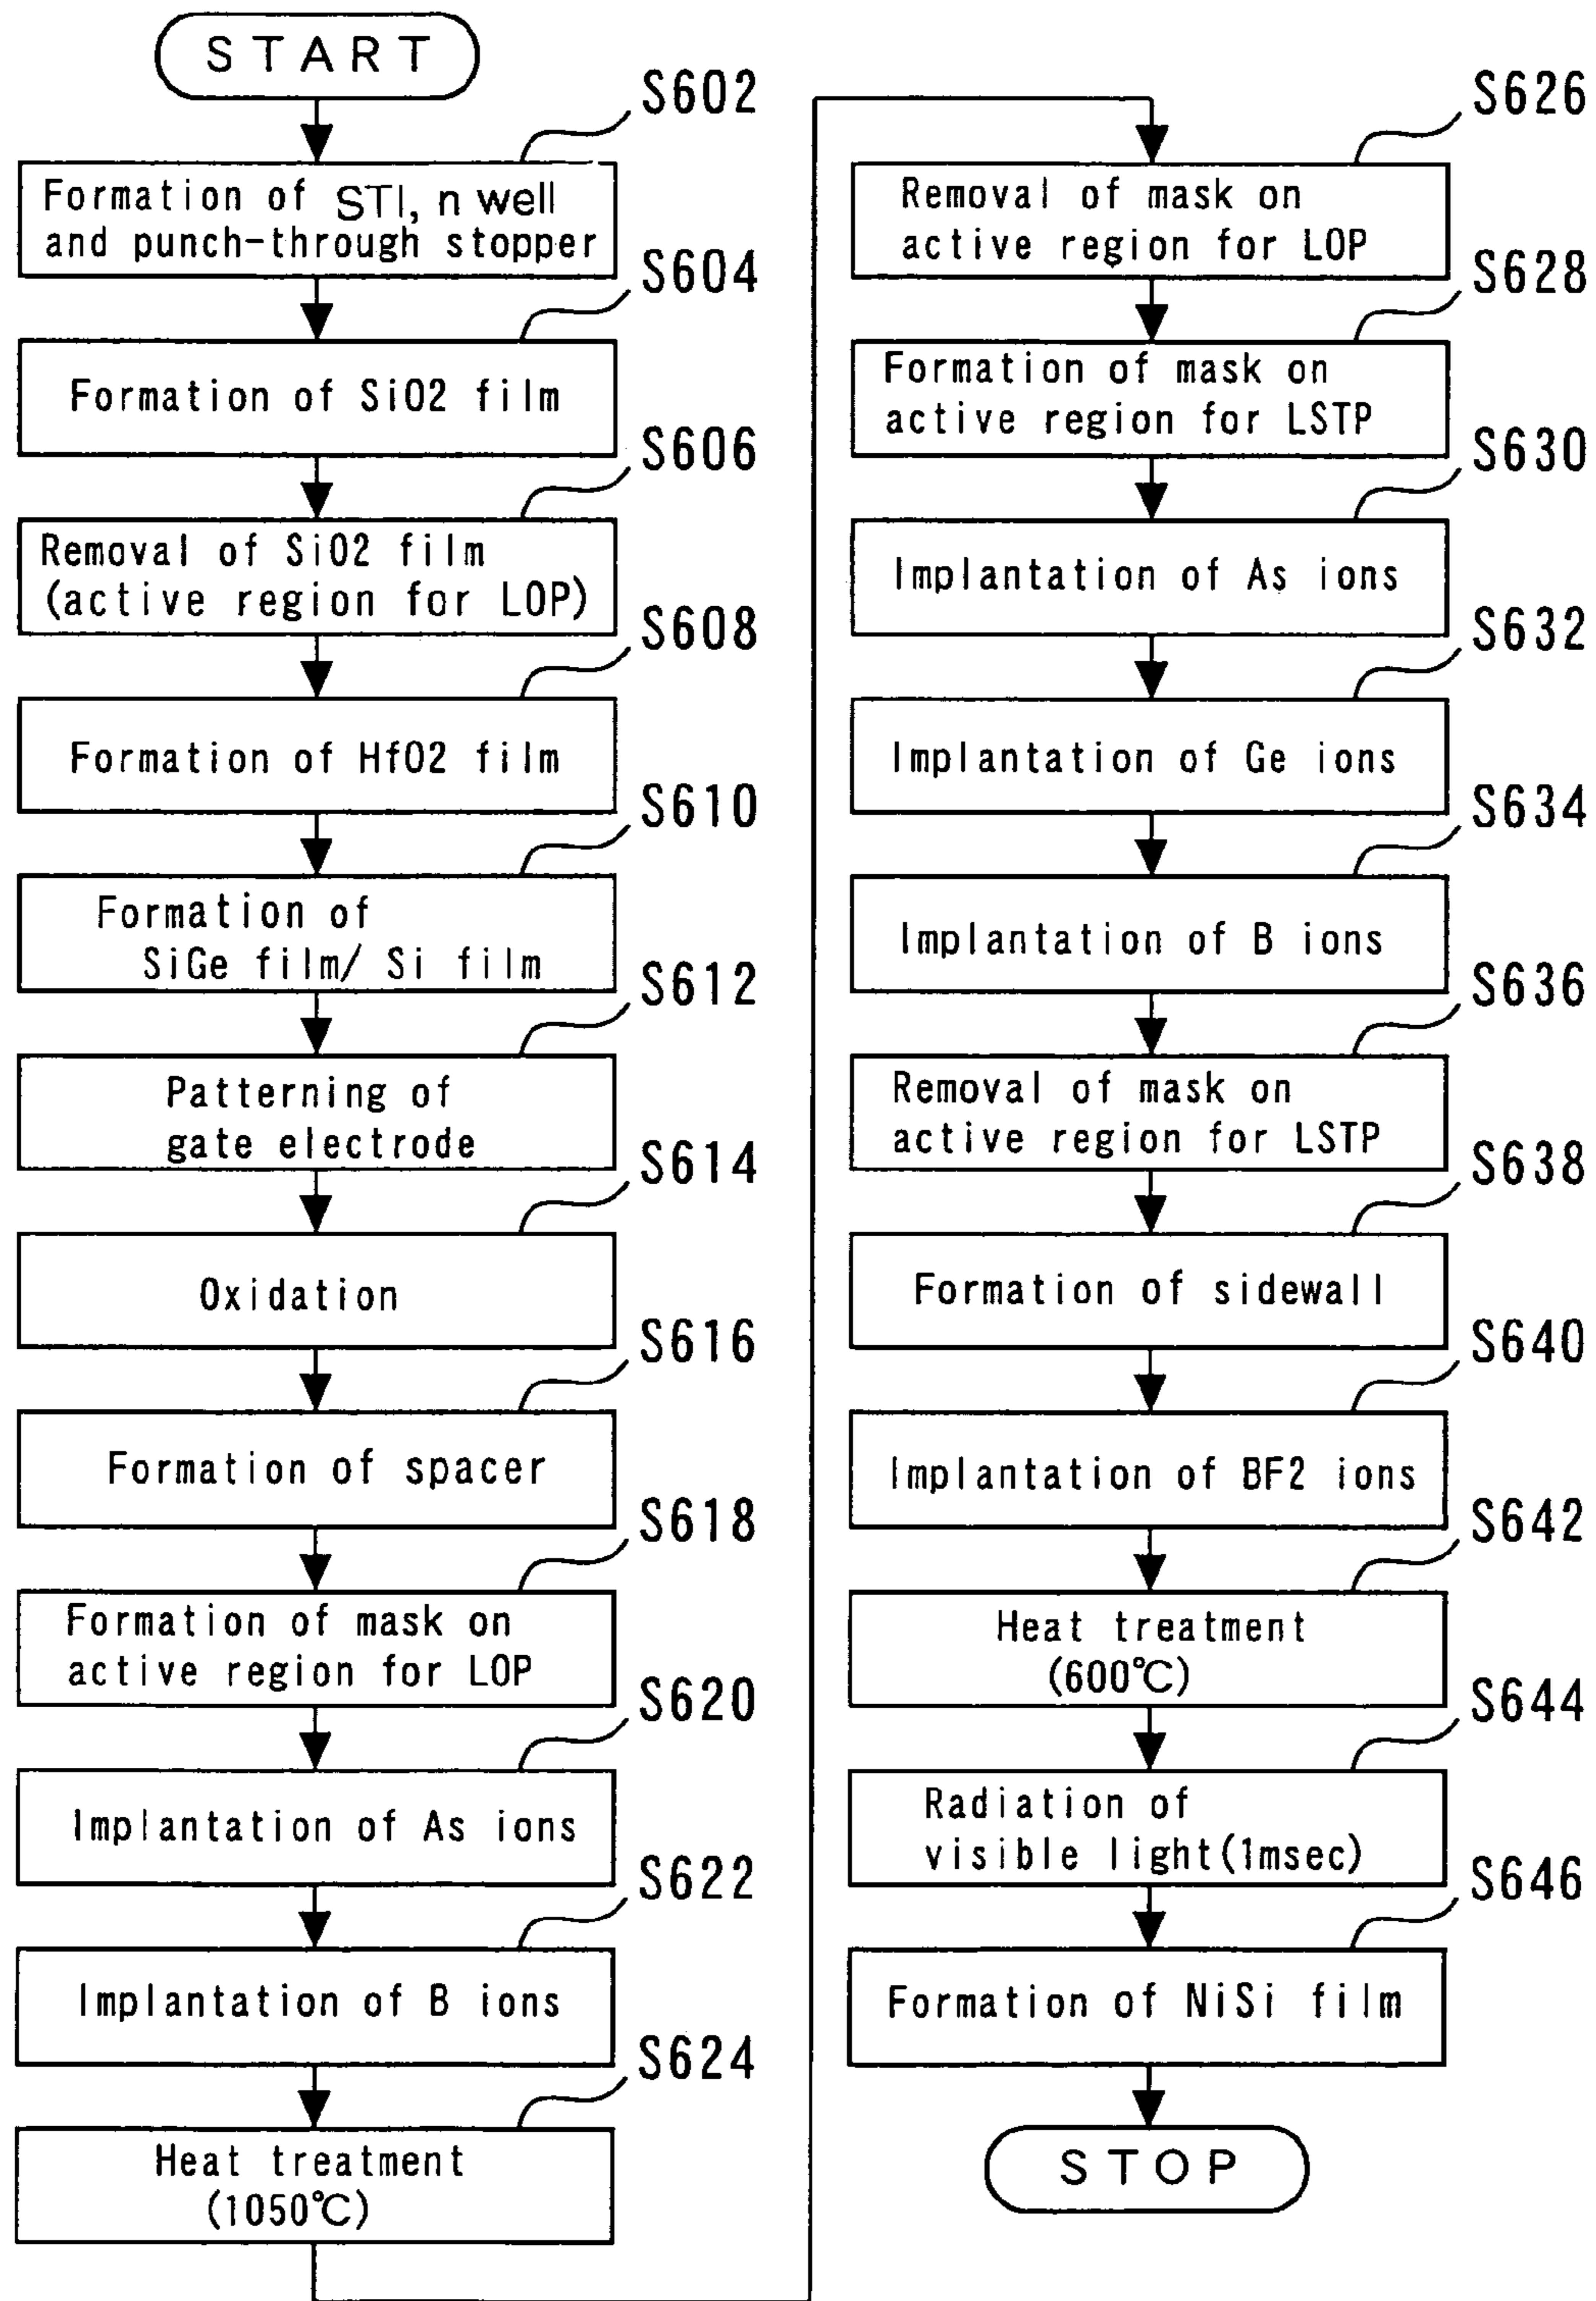 START
S602
Formation of STI, n well
and punch-through stopper
S604
Formation of SiO2 film
S606
Removal of SiO2 film
(active region for LOP)
S608
Formation of HfO2 film
S610
Formation of
SiGe film/ Si film
S612
Patterning of
gate electrode
S614
Oxidation
S616
Formation of spacer
S618
Formation of mask on
active region for LOP
S620
Implantation of As ions
S622
Implantation of B ions
S624
Heat treatment
(1050℃)
S626
Removal of mask on
active region for LOP
S628
Formation of mask on
active region for LSTP
S630
Implantation of As ions
S632
Implantation of Ge ions
S634
Implantation of B ions
S636
Removal of mask on
active region for LSTP
S638
Formation of sidewall
S640
Implantation of BF2 ions
S642
Heat treatment
(600℃)
S644
Radiation of
visible light(1msec)
S646
Formation of NiSi film
STOP